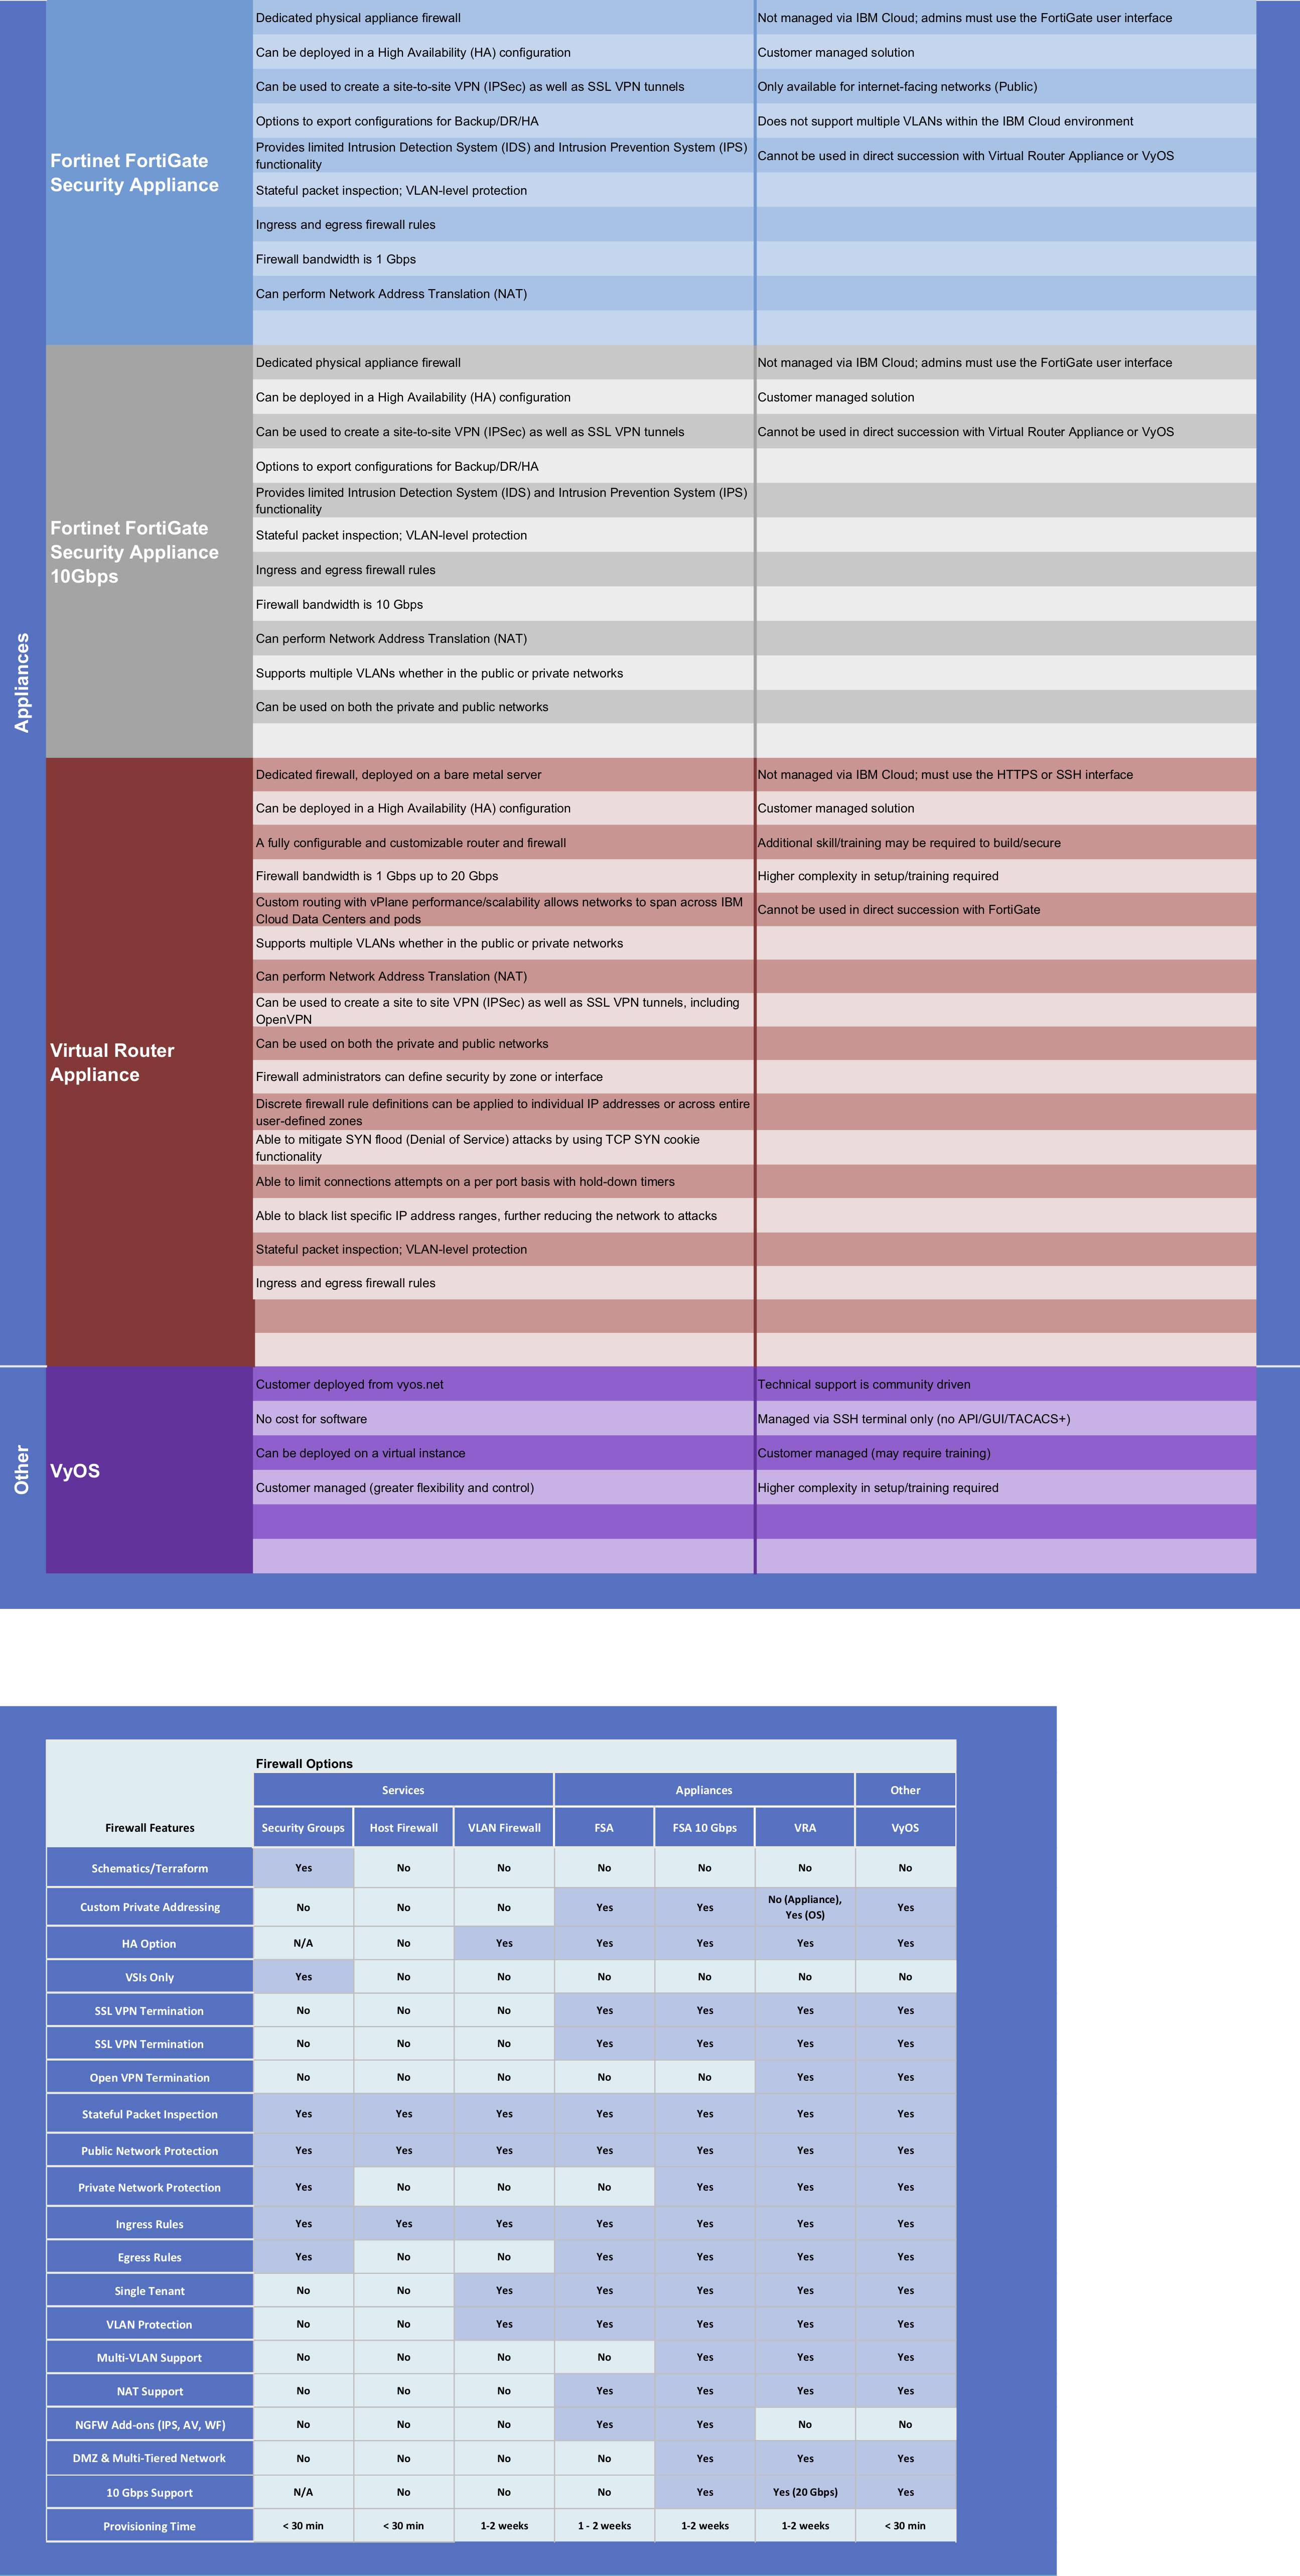 Appliances
Fortinet FortiGate
Security Appliance
Dedicated physical appliance firewall
Not managed via IBM Cloud; admins must use the FortiGate user interface
Can be deployed in a High Availability (HA) configuration
Customer managed solution
Can be used to create a site-to-site VPN (IPSec) as well as SSL VPN tunnels
Only available for internet-facing networks (Public)
Options to export configurations for Backup/DR/HA
Does not support multiple VLANs within the IBM Cloud environment
Provides limited Intrusion Detection System (IDS) and Intrusion Prevention System (IPS)
functionality
Cannot be used in direct succession with Virtual Router Appliance or VyOS
Stateful packet inspection; VLAN-level protection
Ingress and egress firewall rules
Firewall bandwidth is 1 Gbps
Can perform Network Address Translation (NAT)
Fortinet FortiGate
Security Appliance
10Gbps
Dedicated physical appliance firewall
Not managed via IBM Cloud; admins must use the FortiGate user interface
Can be deployed in a High Availability (HA) configuration
Customer managed solution
Can be used to create a site-to-site VPN (IPSec) as well as SSL VPN tunnels
Cannot be used in direct succession with Virtual Router Appliance or VyOS
Options to export configurations for Backup/DR/HA
Provides limited Intrusion Detection System (IDS) and Intrusion Prevention System (IPS)
functionality
Stateful packet inspection; VLAN-level protection
Ingress and egress firewall rules
Firewall bandwidth is 10 Gbps
Can perform Network Address Translation (NAT)
Supports multiple VLANs whether in the public or private networks
Can be used on both the private and public networks
Virtual Router
Appliance
Dedicated firewall, deployed on a bare metal server
Not managed via IBM Cloud; must use the HTTPS or SSH interface
Can be deployed in a High Availability (HA) configuration
Customer managed solution
A fully configurable and customizable router and firewall
Additional skill/training may be required to build/secure
Firewall bandwidth is 1 Gbps up to 20 Gbps
Higher complexity in setup/training required
Custom routing with vPlane performance/scalability allows networks to span across IBM
Cloud Data Centers and pods
Cannot be used in direct succession with FortiGate
Supports multiple VLANs whether in the public or private networks
Can perform Network Address Translation (NAT)
Can be used to create a site to site VPN (IPSec) as well as SSL VPN tunnels, including
OpenVPN
Can be used on both the private and public networks
Firewall administrators can define security by zone or interface
Discrete firewall rule definitions can be applied to individual IP addresses or across entire
user-defined zones
Able to mitigate SYN flood (Denial of Service) attacks by using TCP SYN cookie
functionality
Able to limit connections attempts on a per port basis with hold-down timers
Able to black list specific IP address ranges, further reducing the network to attacks
Stateful packet inspection; VLAN-level protection
Ingress and egress firewall rules
Other
VyOS
Customer deployed from vyos.net
Technical support is community driven
No cost for software
Managed via SSH terminal only (no API/GUI/TACACS+)
Can be deployed on a virtual instance
Customer managed (may require training)
Customer managed (greater flexibility and control)
Higher complexity in setup/training required
Firewall Options
Services Appliances Other
Firewall Features Security Groups Host Firewall VLAN Firewall FSA FSA 10 Gbps VRA VyOS
Schematics/Terraform Yes No No No No No No
Custom Private Addressing No No No Yes Yes No (Appliance), Yes (OS) Yes
HA Option N/A No Yes Yes Yes Yes Yes
VSIs Only Yes No No No No No No
SSL VPN Termination No No No Yes Yes Yes Yes
SSL VPN Termination No No No Yes Yes Yes Yes
Open VPN Termination No No No No No Yes Yes
Stateful Packet Inspection Yes Yes Yes Yes Yes Yes Yes
Public Network Protection Yes Yes Yes Yes Yes Yes Yes
Private Network Protection Yes No No No Yes Yes Yes
Ingress Rules Yes Yes Yes Yes Yes Yes Yes
Egress Rules Yes No No Yes Yes Yes Yes
Single Tenant No No Yes Yes Yes Yes Yes
VLAN Protection No No Yes Yes Yes Yes Yes
Multi-VLAN Support No No No No Yes Yes Yes
NAT Support No No No Yes Yes Yes Yes
NGFW Add-ons (IPS, AV, WF) No No No Yes Yes No No
DMZ & Multi-Tiered Network No No No No Yes Yes Yes
10 Gbps Support N/A No No No Yes Yes (20 Gbps) Yes
Provisioning Time < 30 min < 30 min 1-2 weeks 1 - 2 weeks 1-2 weeks 1-2 weeks < 30 min